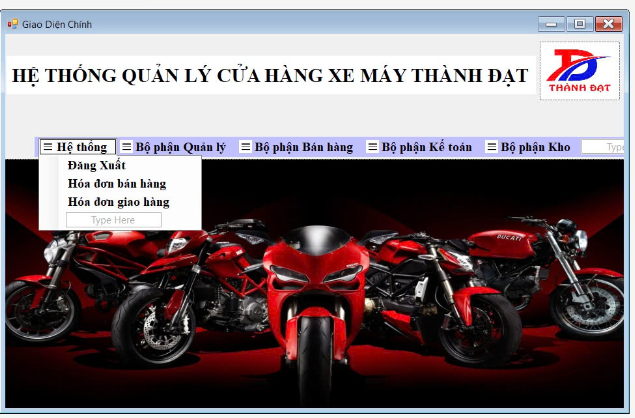 Giao Diện Chính
HỆ THỐNG QUẢN LÝ CỬA HÀNG XE MÁY THÀNH ĐẠT
THÀNH ĐẠT
Hệ thống Bộ phận Quản lý Bộ phận Bán hàng Bộ phận Kế toán Bộ phận Kho Type
Đăng Xuất
Hóa đơn bán hàng
Hóa đơn giao hàng
Type Here
DUCATI